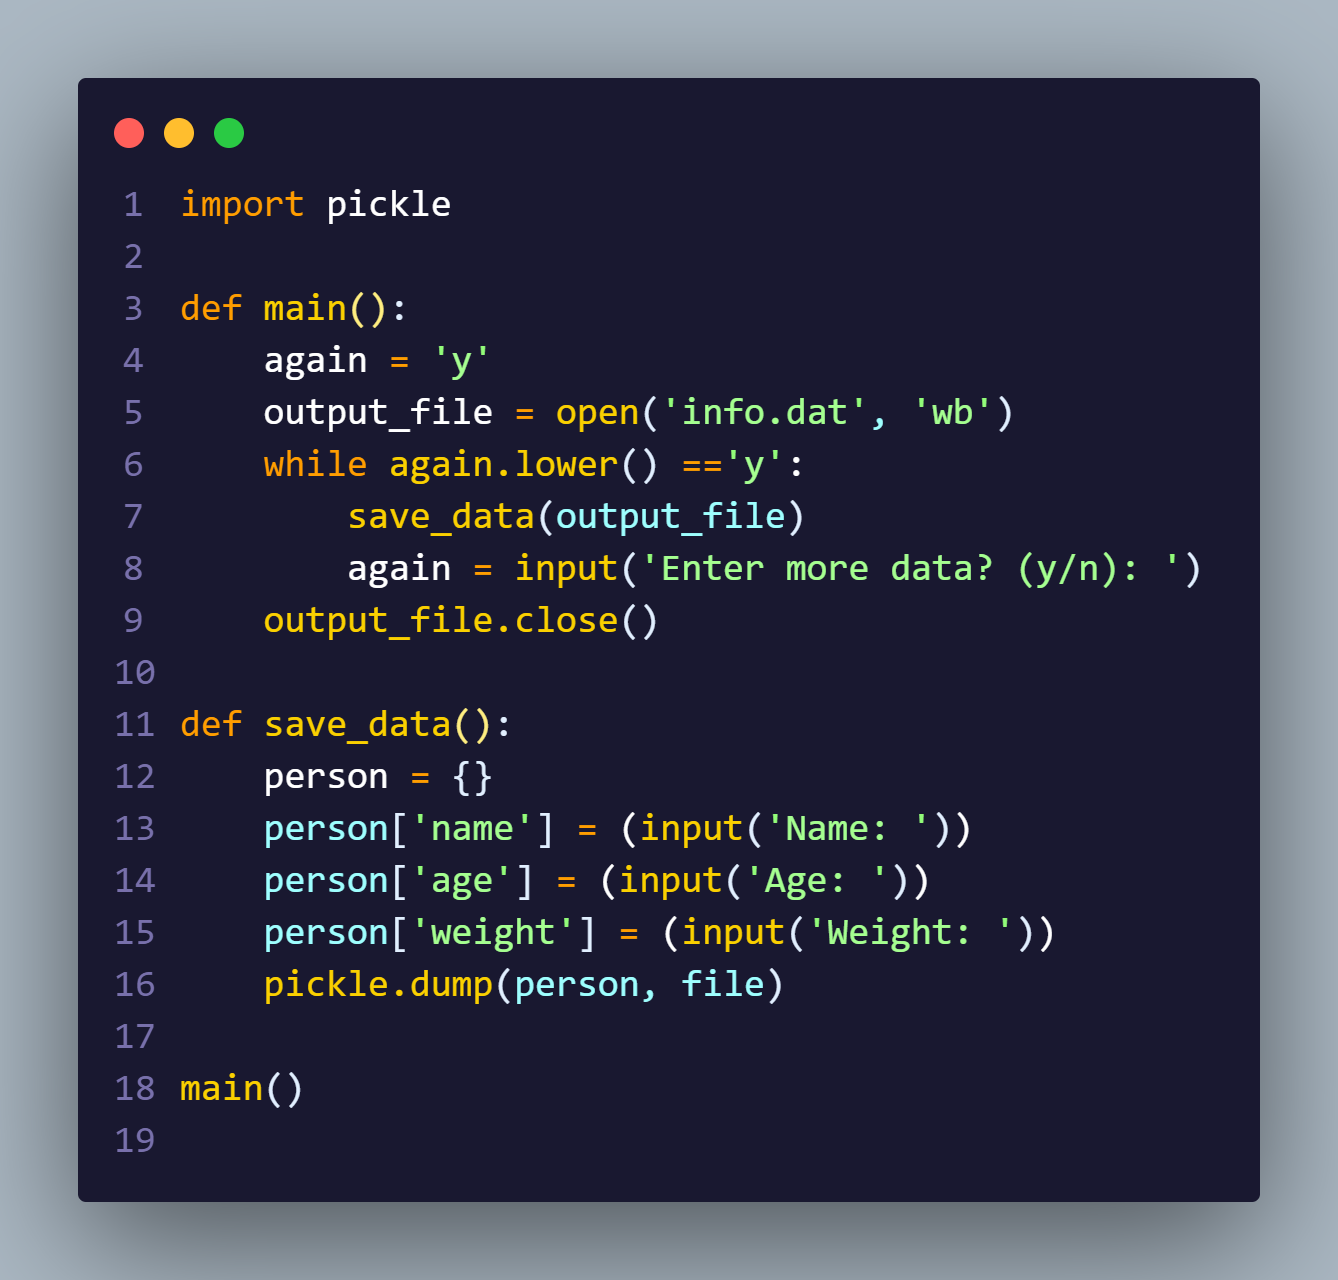 1 import pickle
2
3 def main():
4     again = 'y'
5     output_file = open('info.dat', 'wb')
6     while again.lower() =='y':
7         save_data(output_file)
8         again = input('Enter more data? (y/n): ')
9     output_file.close()
10
11 def save_data():
12     person = {}
13     person['name'] = (input('Name: '))
14     person['age'] = (input('Age: '))
15     person['weight'] = (input('Weight: '))
16     pickle.dump(person, file)
17
18 main()
19